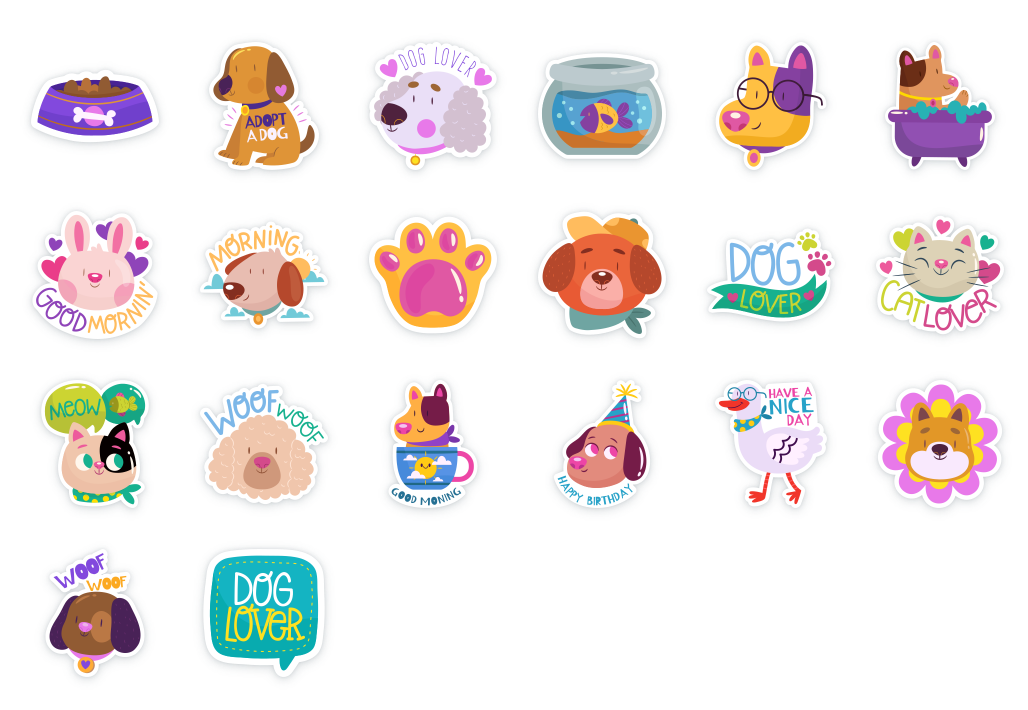 ADOPT
A DOG
DOG LOVER
GOOD MORNIN'
MORNING
DOG
LOVER
CAT LOVER
MEOW
WOOF
WOOF
GOOD MONING
HAPPY BIRTHDAY
HAVE A
NICE
DAY
WOOF
WOOF
DOG
LOVER